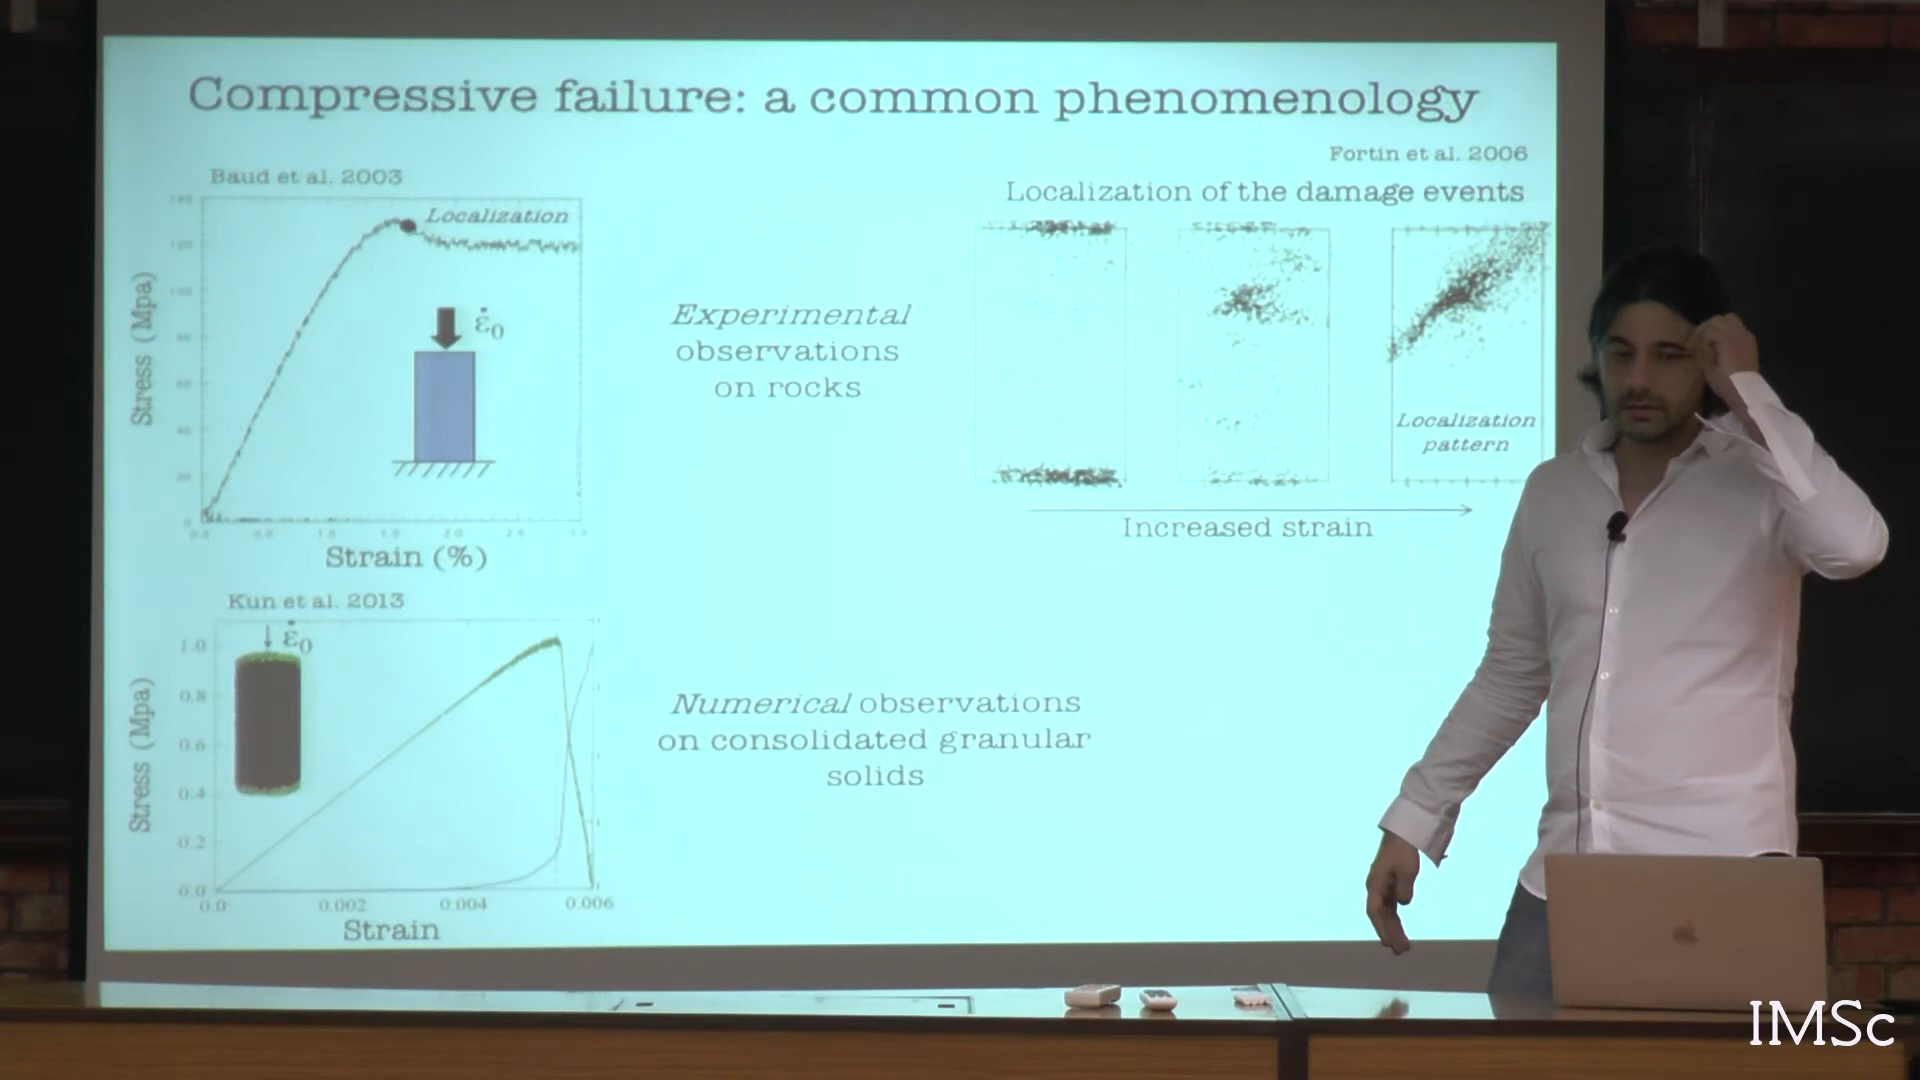 Compressive failure: a common phenomenology
Fortin et al. 2006
Baud et al. 2003
Localization of the damage events
Localization
Stress (Mpa)
ε̇0
Experimental
observations
on rocks
Localization
pattern
Increased strain
Strain (%)
Kun et al. 2013
ε̇0
1.0
0.8
0.6
0.4
0.2
0.0
Stress (Mpa)
Numerical observations
on consolidated granular
solids
0.0 0.002 0.004 0.006
Strain
IMSc